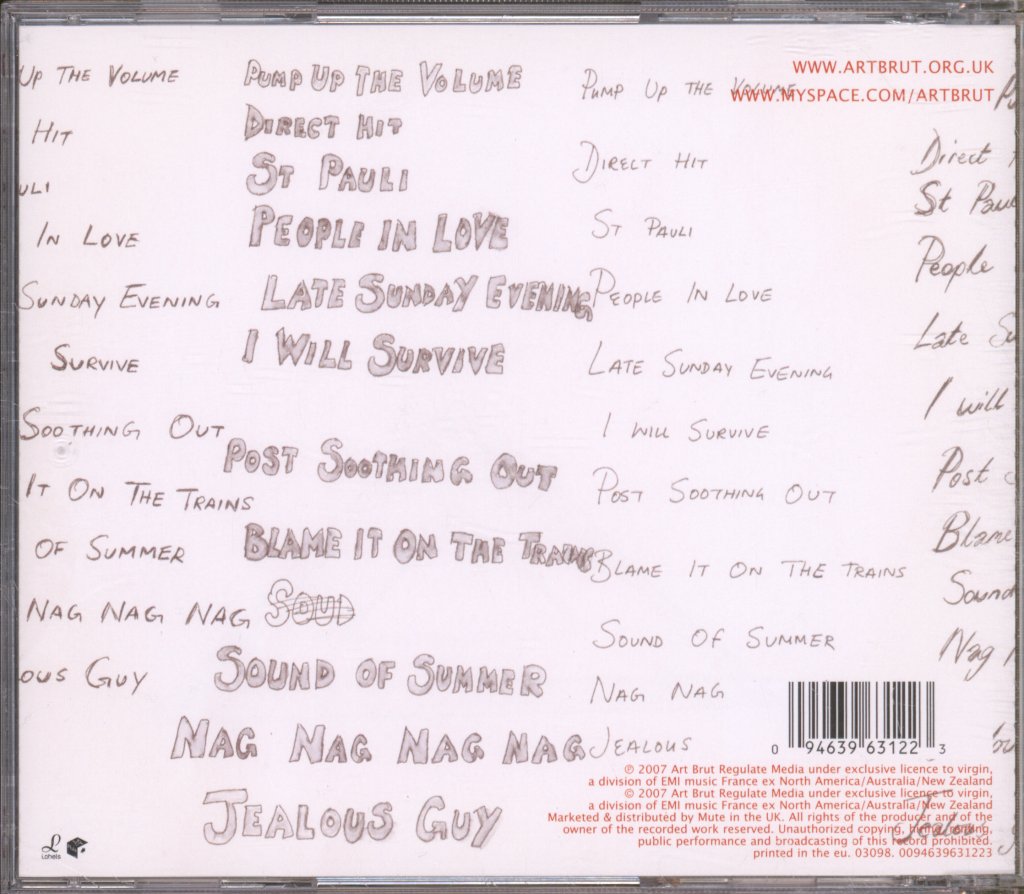 UP THE VOLUME
HIT
ULI
IN LOVE
SUNDAY EVENING
SURVIVE
SOOTHING OUT
IT ON THE TRAINS
OF SUMMER
NAG NAG NAG
OUS GUY
PUMP UP THE VOLUME
DIRECT HIT
ST PAULI
PEOPLE IN LOVE
LATE SUNDAY EVENING
I WILL SURVIVE
POST SOOTHING OUT
BLAME IT ON THE TRAINS
SOUD
SOUND OF SUMMER
NAG NAG NAG NAG
JEALOUS GUY
PUMP UP THE VOLUME
DIRECT HIT
ST PAULI
PEOPLE IN LOVE
LATE SUNDAY EVENING
I WILL SURVIVE
POST SOOTHING OUT
BLAME IT ON THE TRAINS
SOUND OF SUMMER
NAG NAG
JEALOUS
WWW.ARTBRUT.ORG.UK
WWW.MYSPACE.COM/ARTBRUT
Direct
St Pau
People
Late Su
I will
Post
Blame
Sound
Nag
Jealou
0 94639 63122 3
℗ 2007 Art Brut Regulate Media under exclusive licence to virgin,
a division of EMI music France ex North America/Australia/New Zealand
© 2007 Art Brut Regulate Media under exclusive licence to virgin,
a division of EMI music France ex North America/Australia/New Zealand
Marketed & distributed by Mute in the UK. All rights of the producer and of the
owner of the recorded work reserved. Unauthorized copying, hiring, renting,
public performance and broadcasting of this record prohibited.
printed in the eu. 03098. 0094639631223
Labels